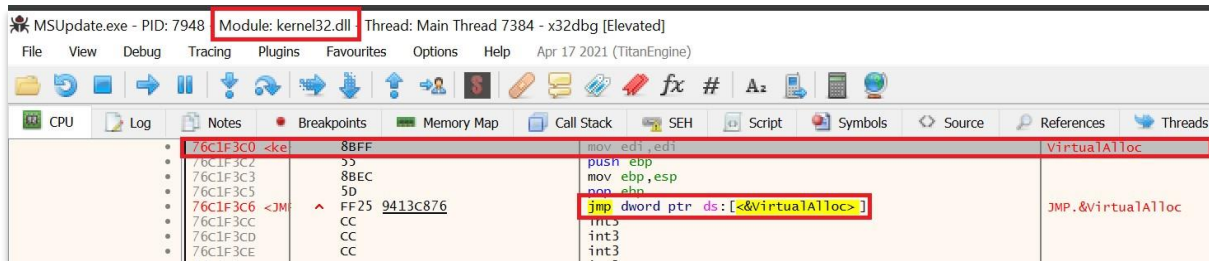 MSUpdate.exe - PID: 7948 - Module: kernel32.dll - Thread: Main Thread 7384 - x32dbg [Elevated]
File View Debug Tracing Plugins Favourites Options Help Apr 17 2021 (TitanEngine)
fx # A₂
CPU Log Notes Breakpoints Memory Map Call Stack SEH Script Symbols Source References Threads
76C1F3C0 <ke 8BFF mov edi,edi VirtualAlloc
76C1F3C2 55 push ebp
76C1F3C3 8BEC mov ebp,esp
76C1F3C5 5D pop ebp
76C1F3C6 <JM FF25 9413C876 jmp dword ptr ds:[<&VirtualAlloc>] JMP.&VirtualAlloc
76C1F3CC CC int3
76C1F3CD CC int3
76C1F3CE CC int3